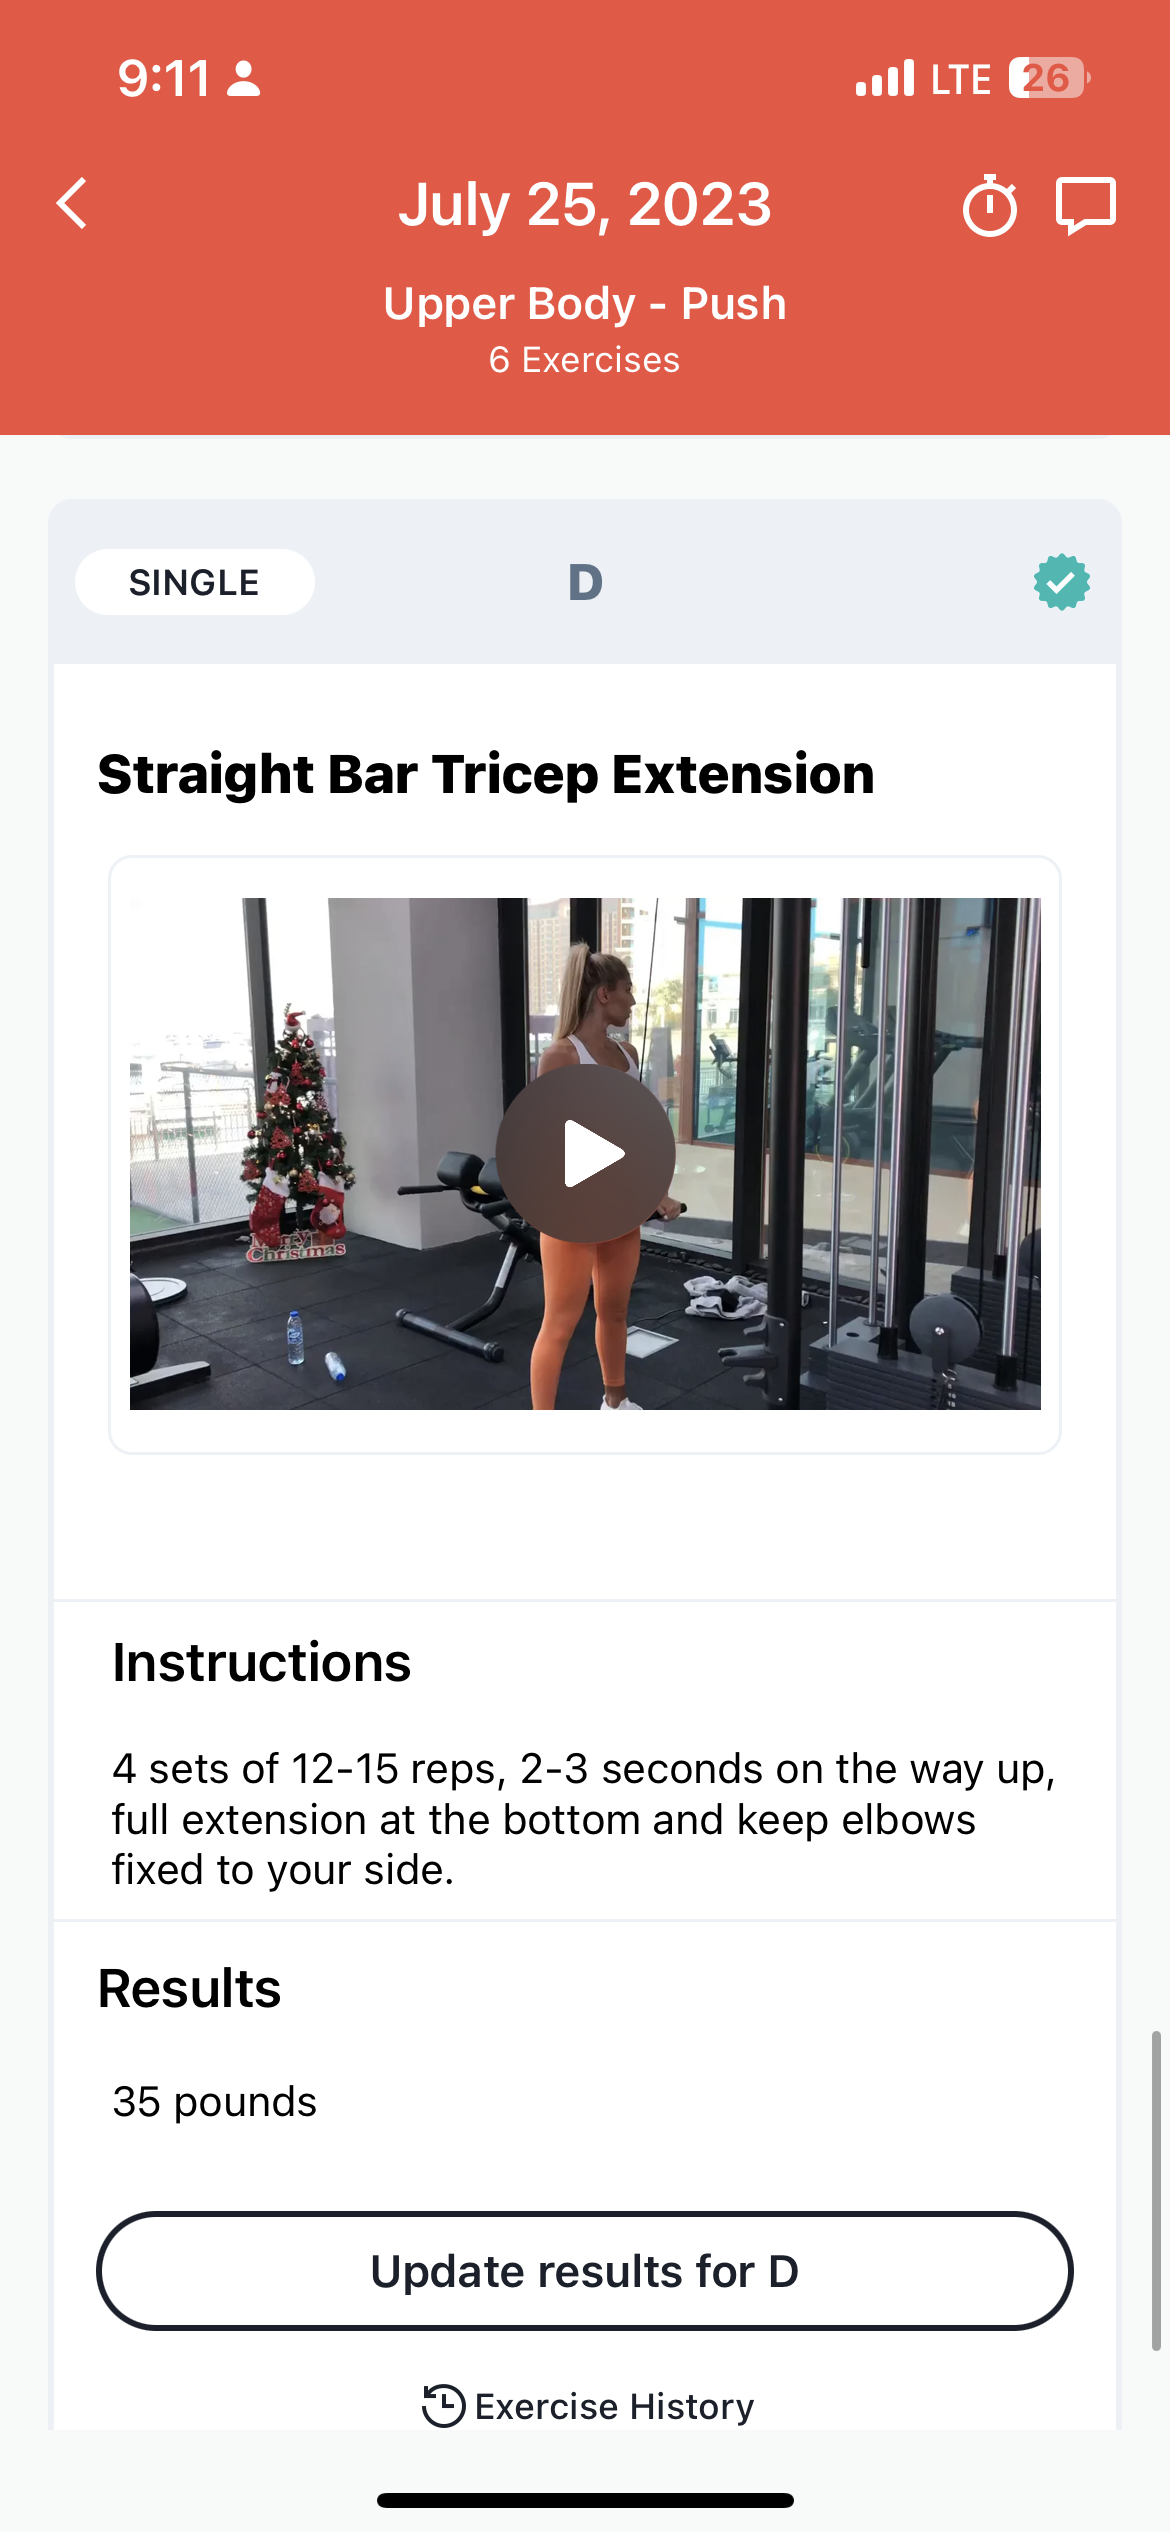 9:11
LTE 26
July 25, 2023
Upper Body - Push
6 Exercises
SINGLE
D
Straight Bar Tricep Extension
Merry
Christmas
Instructions
4 sets of 12-15 reps, 2-3 seconds on the way up,
full extension at the bottom and keep elbows
fixed to your side.
Results
35 pounds
Update results for D
Exercise History